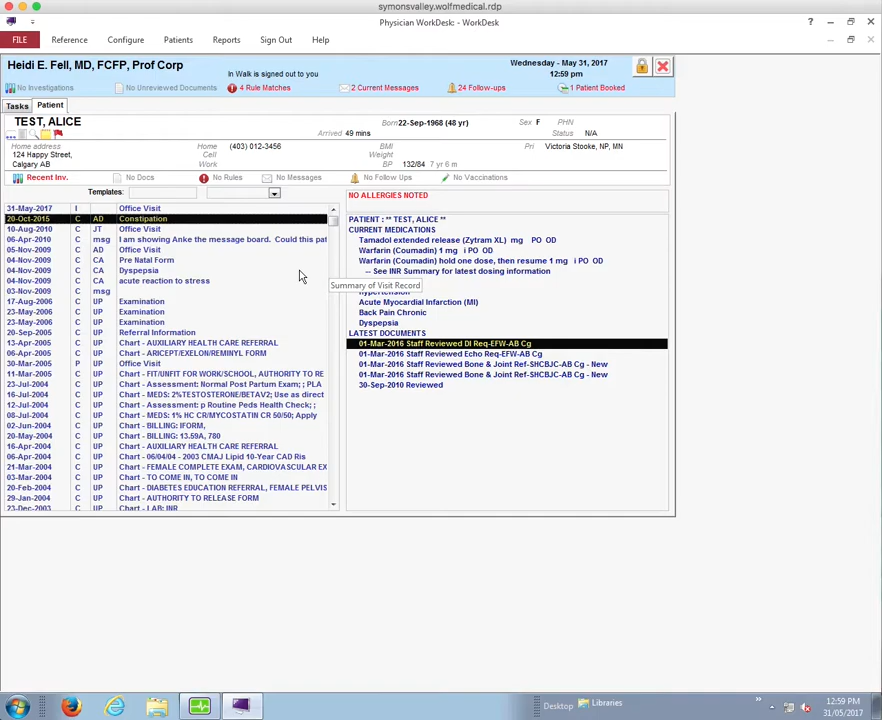 symonsvalley.wolfmedical.rdp
Physician WorkDesk: - WorkDesk
?
FILE Reference Configure Patients Reports Sign Out Help
Heidi E. Fell, MD, FCFP, Prof Corp
In Walk is signed out to you
Wednesday - May 31, 2017
12:59 pm
No Investigations No Unreviewed Documents 4 Rule Matches 2 Current Messages 24 Follow-ups 1 Patient Booked
Tasks Patient
TEST, ALICE
Born 22-Sep-1968 (48 yr) Sex F PHN
Arrived 49 mins Status N/A
Home address Home (403) 012-3456 BMI Pri Victoria Stooke, NP, MN
124 Happy Street, Cell Weight
Calgary AB Work BP 132/84 7 yr 6 m
Recent Inv. No Docs No Rules No Messages No Follow Ups No Vaccinations
Templates:
31-May-2017 I Office Visit
20-Oct-2015 C AD Constipation
10-Aug-2010 C JT Office Visit
06-Apr-2010 C msg I am showing Anke the message board. Could this pat
05-Nov-2009 C AD Office Visit
04-Nov-2009 C CA Pre Natal Form
04-Nov-2009 C CA Dyspepsia
04-Nov-2009 C CA acute reaction to stress
03-Nov-2009 C msg
17-Aug-2006 C UP Examination
23-May-2006 C UP Examination
23-May-2006 C UP Examination
20-Sep-2005 C UP Referral Information
13-Apr-2005 C UP Chart - AUXILIARY HEALTH CARE REFERRAL
06-Apr-2005 C UP Chart - ARICEPT/EXELON/REMINYL FORM
30-Mar-2005 P UP Office Visit
11-Mar-2005 C UP Chart - FIT/UNFIT FOR WORK/SCHOOL, AUTHORITY TO RE
23-Jul-2004 C UP Chart - Assessment: Normal Post Partum Exam; ; PLA
16-Jul-2004 C UP Chart - MEDS: 2%TESTOSTERONE/BETAV2; Use as direct
12-Jul-2004 C UP Chart - Assessment: p Routine Peds Health Check; ;
08-Jul-2004 C UP Chart - MEDS: 1% HC CR/MYCOSTATIN CR 50/50; Apply
02-Jun-2004 C UP Chart - BILLING: IFORM,
20-May-2004 C UP Chart - BILLING: 13.59A, 780
16-Apr-2004 C UP Chart - AUXILIARY HEALTH CARE REFERRAL
06-Apr-2004 C UP Chart - 06/04/04 - 2003 CMAJ Lipid 10-Year CAD Ris
21-Mar-2004 C UP Chart - FEMALE COMPLETE EXAM, CARDIOVASCULAR EX
03-Mar-2004 C UP Chart - TO COME IN, TO COME IN
20-Feb-2004 C UP Chart - DIABETES EDUCATION REFERRAL, FEMALE PELVIS
29-Jan-2004 C UP Chart - AUTHORITY TO RELEASE FORM
23-Dec-2003 C UP Chart - LAB: INR
Summary of Visit Record
NO ALLERGIES NOTED
PATIENT : ** TEST, ALICE **
CURRENT MEDICATIONS
Tamadol extended release (Zytram XL) mg PO OD
Warfarin (Coumadin) 1 mg i PO OD
Warfarin (Coumadin) hold one dose, then resume 1 mg i PO OD
-- See INR Summary for latest dosing information
hypertension
Acute Myocardial Infarction (MI)
Back Pain Chronic
Dyspepsia
LATEST DOCUMENTS
01-Mar-2016 Staff Reviewed DI Req-EFW-AB Cg
01-Mar-2016 Staff Reviewed Echo Req-EFW-AB Cg
01-Mar-2016 Staff Reviewed Bone & Joint Ref-SHCBJC-AB Cg - New
01-Mar-2016 Staff Reviewed Bone & Joint Ref-SHCBJC-AB Cg - New
30-Sep-2010 Reviewed
Desktop Libraries
12:59 PM
31/05/2017